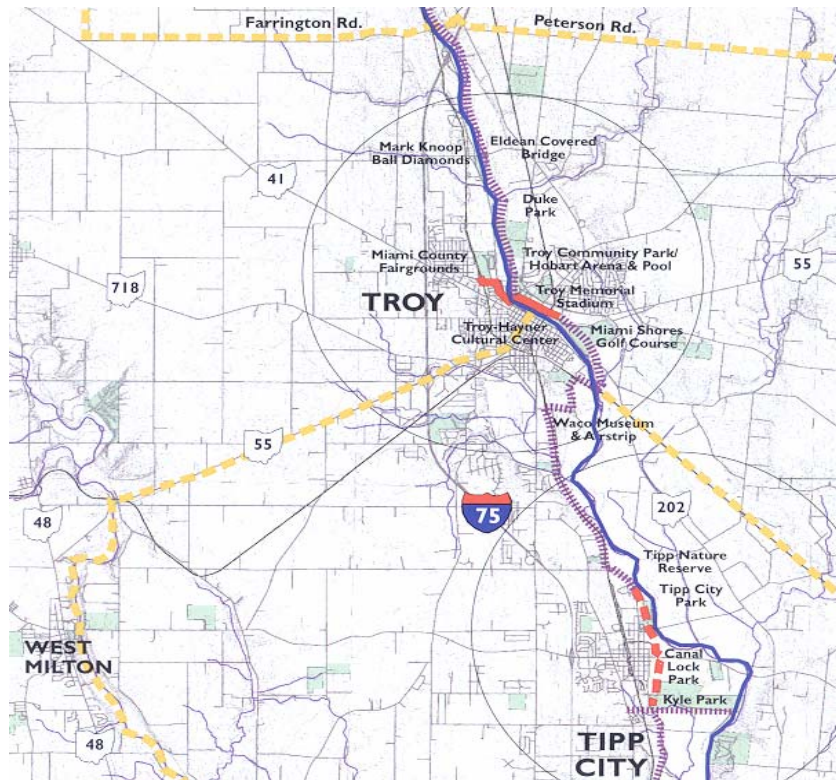 Farrington Rd.
Peterson Rd.
Mark Knoop
Ball Diamonds
Eldean Covered
Bridge
41
Duke
Park
Miami County
Fairgrounds
Troy Community Park/
Hobart Arena & Pool
55
718
TROY
Troy Memorial
Stadium
Troy-Hayner
Cultural Center
Miami Shores
Golf Course
Waco Museum
& Airstrip
55
48
75
202
Tipp Nature
Reserve
Tipp City
Park
WEST
MILTON
Canal
Lock
Park
Kyle Park
48
TIPP
CITY